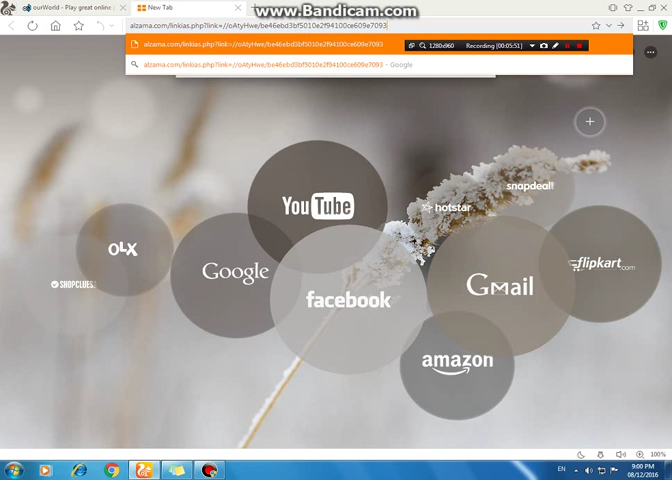 www.Bandicam.com
ourWorld - Play great online
New Tab
alzama.com/linkias.php?link=//oAtyHwe/be46ebd3bf5010e2f94100ce609e7093
alzama.com/linkias.php?link=//oAtyHwe/be46ebd3bf5010e2f94100ce609e7093
1280x960 Recording [00:05:51]
alzama.com/linkias.php?link=//oAtyHwe/be46ebd3bf5010e2f94100ce609e7093 - Google
snapdeal
YouTube
hotstar
OLX
Google
flipkart.com
SHOPCLUES
facebook
Gmail
amazon
100%
EN
9:00 PM
08/12/2016